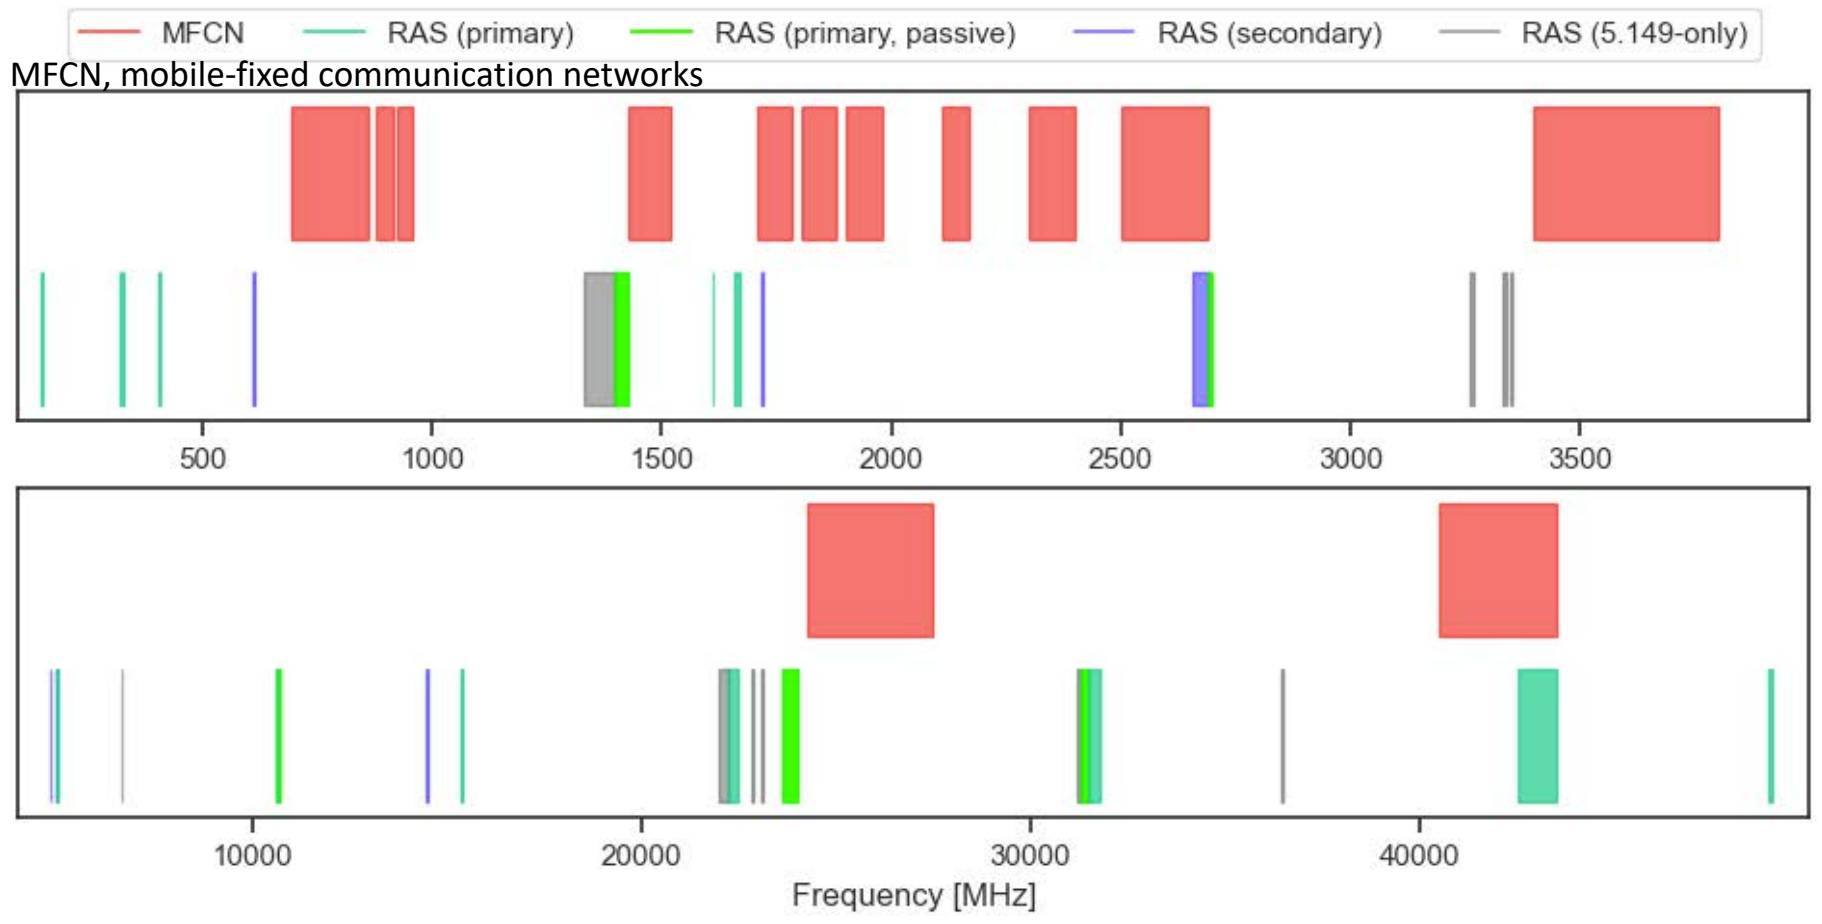 MFCN RAS (primary) RAS (primary, passive) RAS (secondary) RAS (5.149-only)
MFCN, mobile-fixed communication networks
500 1000 1500 2000 2500 3000 3500
10000 20000 30000 40000
Frequency [MHz]